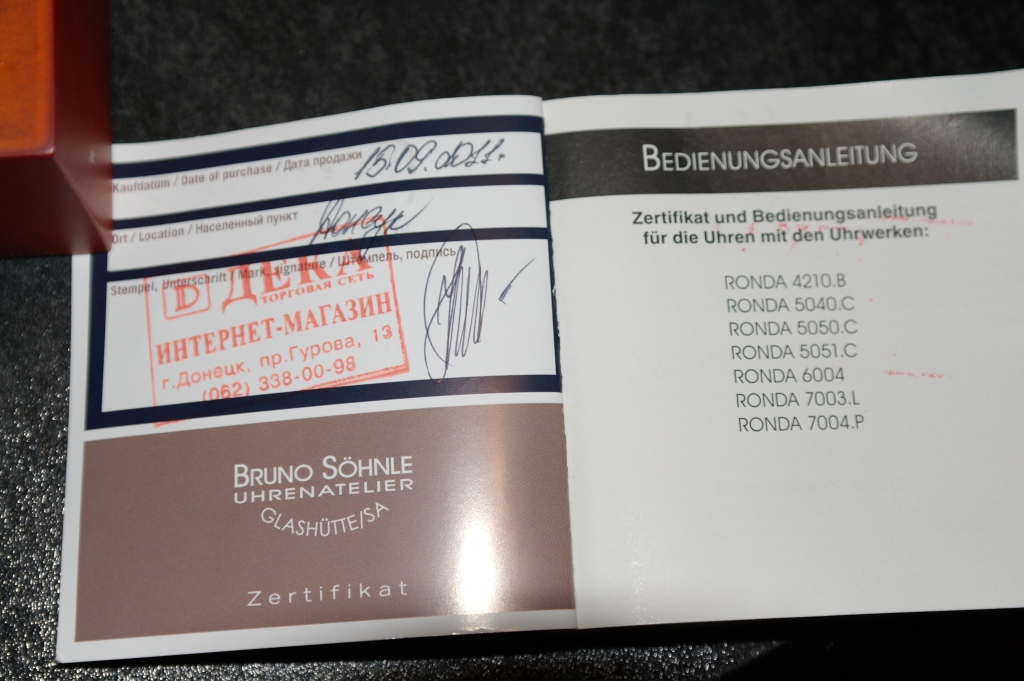 Kaufdatum / Date of purchase / Дата продажи 15.09.2011.
Ort / Location / Населенный пункт
Stempel, Unterschrift / Mark, signature / Штемпель, подпись
D ДЕКА
ТОРГОВАЯ СЕТЬ
ИНТЕРНЕТ-МАГАЗИН
г.Донецк, пр.Гурова, 13
(062) 338-00-98
BRUNO SÖHNLE
UHRENATELIER
GLASHÜTTE/SA
Zertifikat
BEDIENUNGSANLEITUNG
Zertifikat und Bedienungsanleitung
für die Uhren mit den Uhrwerken:
RONDA 4210.B
RONDA 5040.C
RONDA 5050.C
RONDA 5051.C
RONDA 6004
RONDA 7003.L
RONDA 7004.P